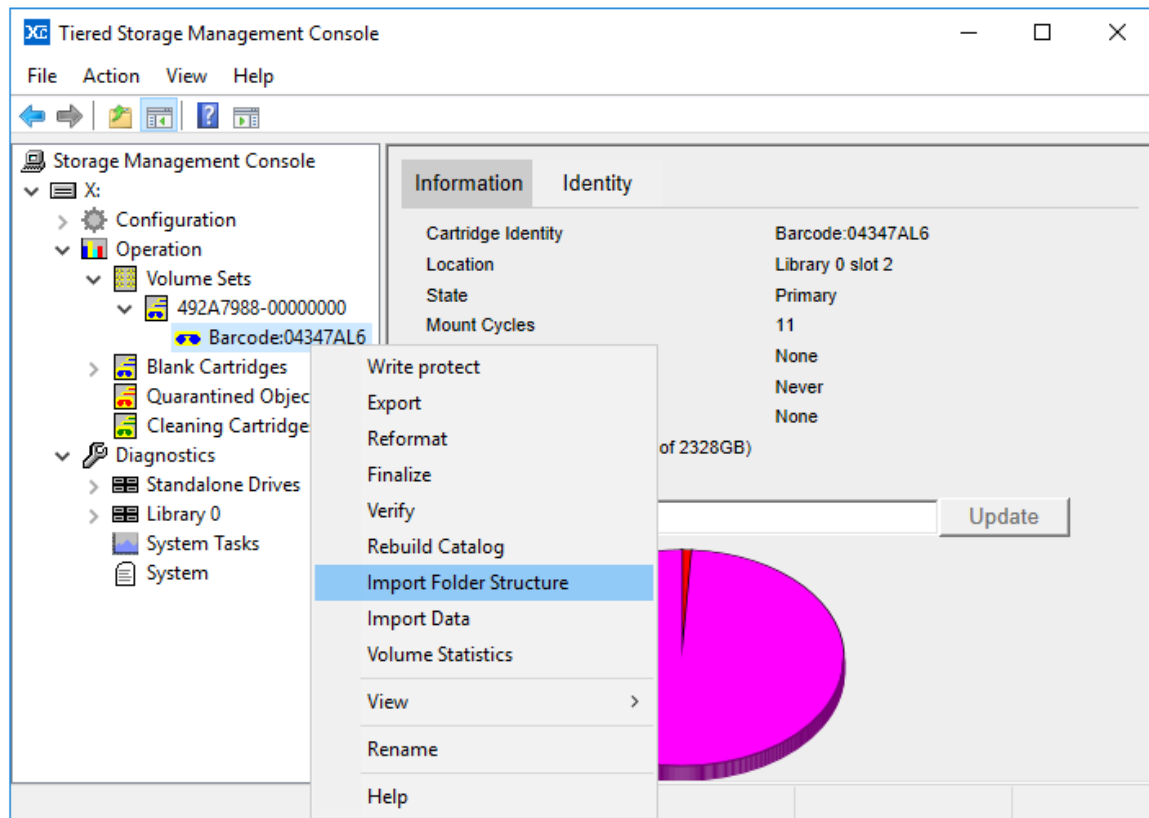 Tiered Storage Management Console
File Action View Help
Storage Management Console
X:
Configuration
Operation
Volume Sets
492A7988-00000000
Barcode:04347AL6
Blank Cartridges
Quarantined Objec
Cleaning Cartridge
Diagnostics
Standalone Drives
Library 0
System Tasks
System
Information Identity
Cartridge Identity Barcode:04347AL6
Location Library 0 slot 2
State Primary
Mount Cycles 11
None
Never
None
of 2328GB)
Update
Write protect
Export
Reformat
Finalize
Verify
Rebuild Catalog
Import Folder Structure
Import Data
Volume Statistics
View
Rename
Help